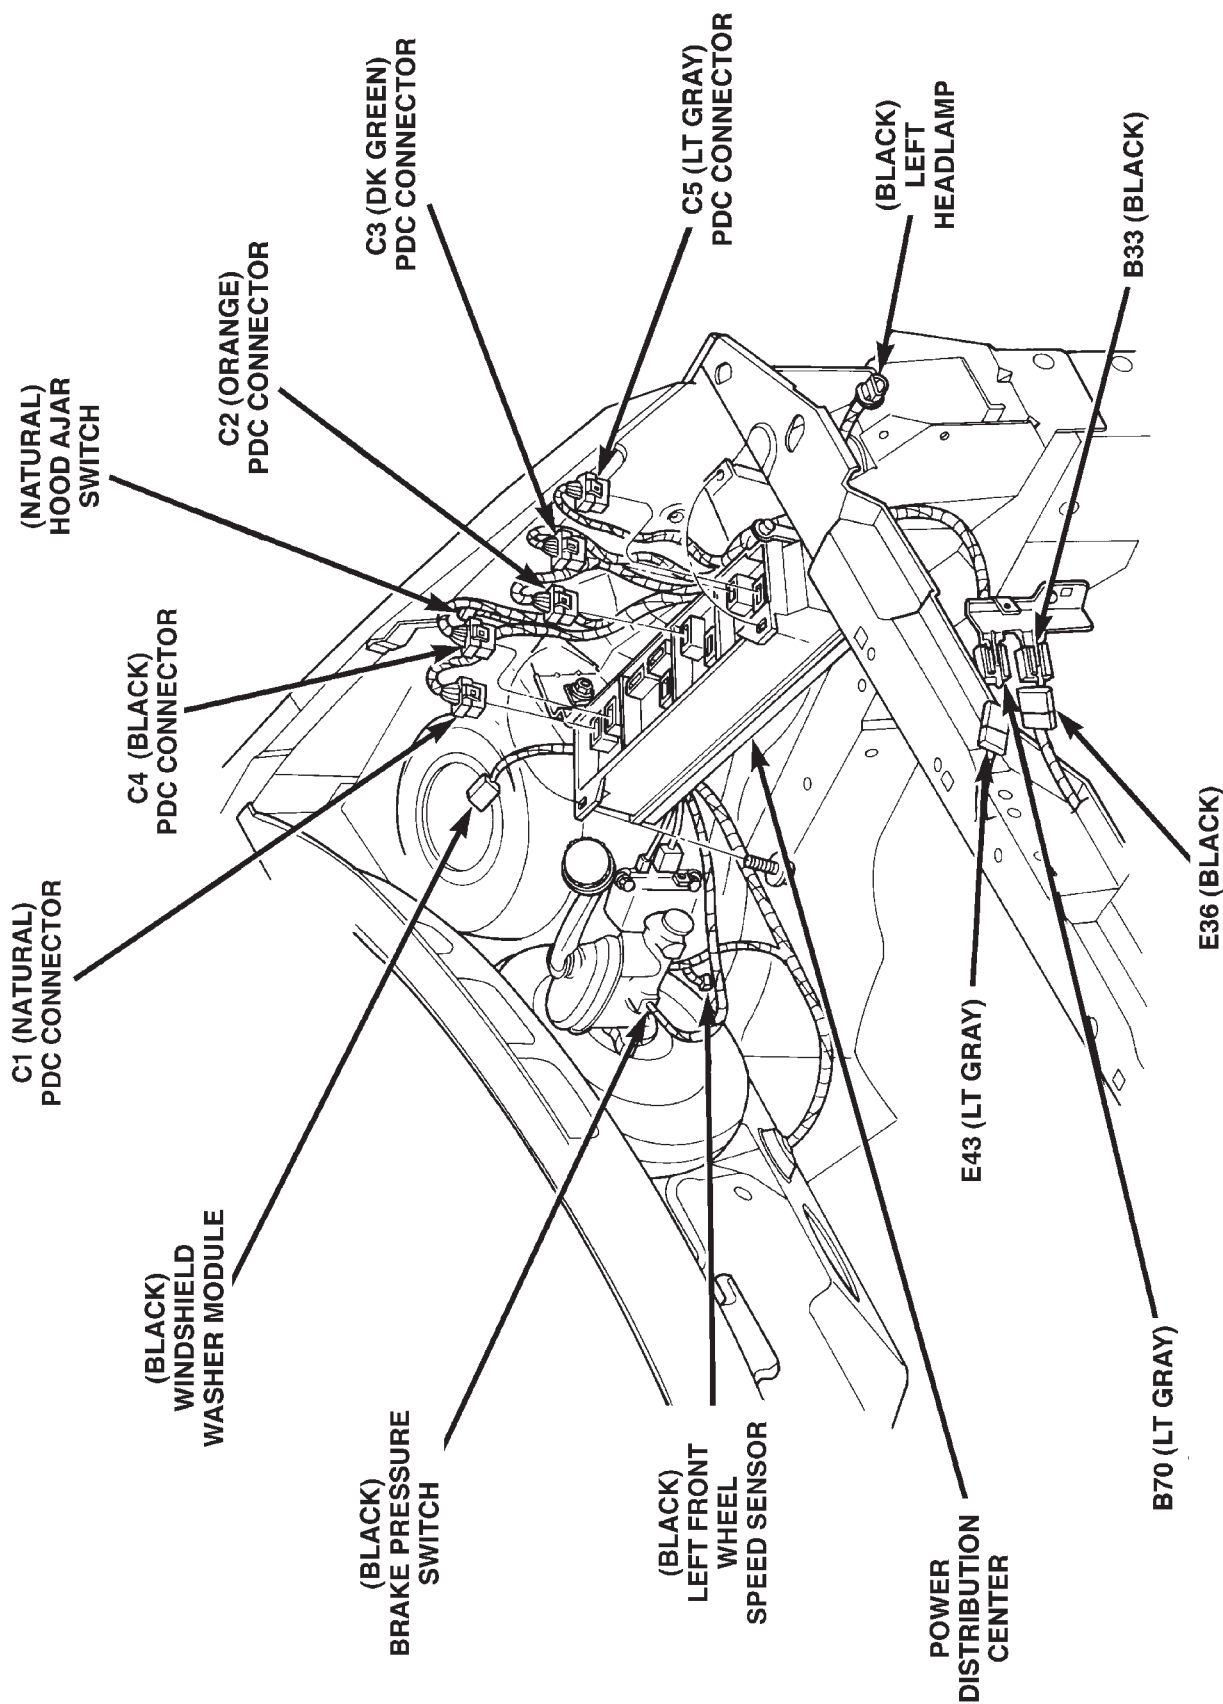 (BLACK)
WINDSHIELD
WASHER MODULE
C1 (NATURAL)
PDC CONNECTOR
C4 (BLACK)
PDC CONNECTOR
(NATURAL)
HOOD AJAR
SWITCH
C2 (ORANGE)
PDC CONNECTOR
C3 (DK GREEN)
PDC CONNECTOR
C5 (LT GRAY)
PDC CONNECTOR
(BLACK)
LEFT
HEADLAMP
B33 (BLACK)
E36 (BLACK)
E43 (LT GRAY)
B70 (LT GRAY)
POWER
DISTRIBUTION
CENTER
(BLACK)
LEFT FRONT
WHEEL
SPEED SENSOR
(BLACK)
BRAKE PRESSURE
SWITCH